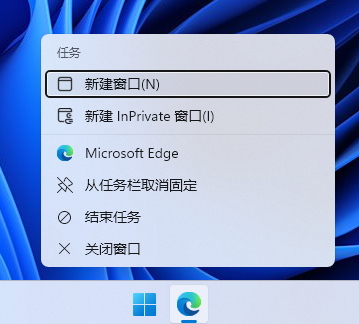 任务
新建窗口(N)
新建 InPrivate 窗口(I)
Microsoft Edge
从任务栏取消固定
结束任务
关闭窗口